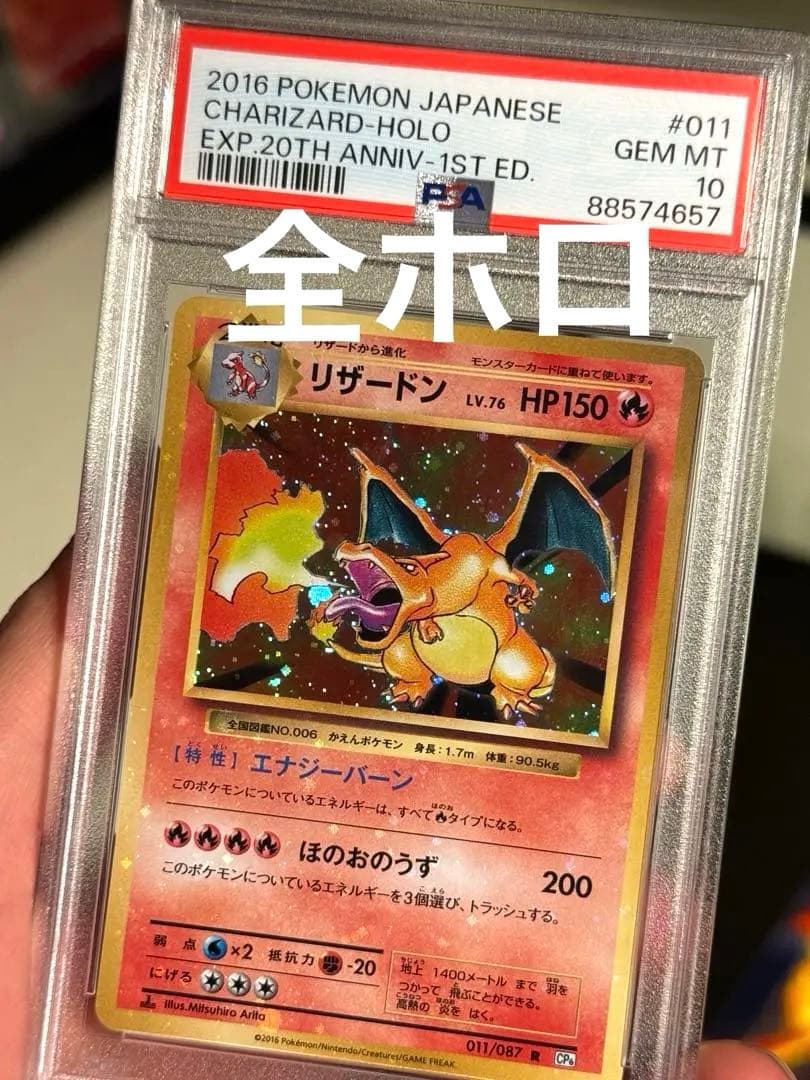 2016 POKEMON JAPANESE #011
CHARIZARD-HOLO GEM MT
EXP.20TH ANNIV-1ST ED. 10
PSA 88574657
全ホロ
リザードから進化
モンスターカードに重ねて使います。
リザードン LV.76 HP150
全国図鑑NO.006 かえんポケモン 身長:1.7m 体重:90.5kg
[特性] エナジーバーン
このポケモンについているエネルギーは、すべてタイプになる。
ほのおのうず 200
このポケモンについているエネルギーを3個選び、トラッシュする。
弱点 ×2 抵抗力 -20
にげる
地上 1400メートル まで 羽を
つかって 飛ぶことができる。
高熱の 炎を はく。
illus.Mitsuhiro Arita
©2016 Pokémon/Nintendo/Creatures/GAME FREAK
011/087 R CP6